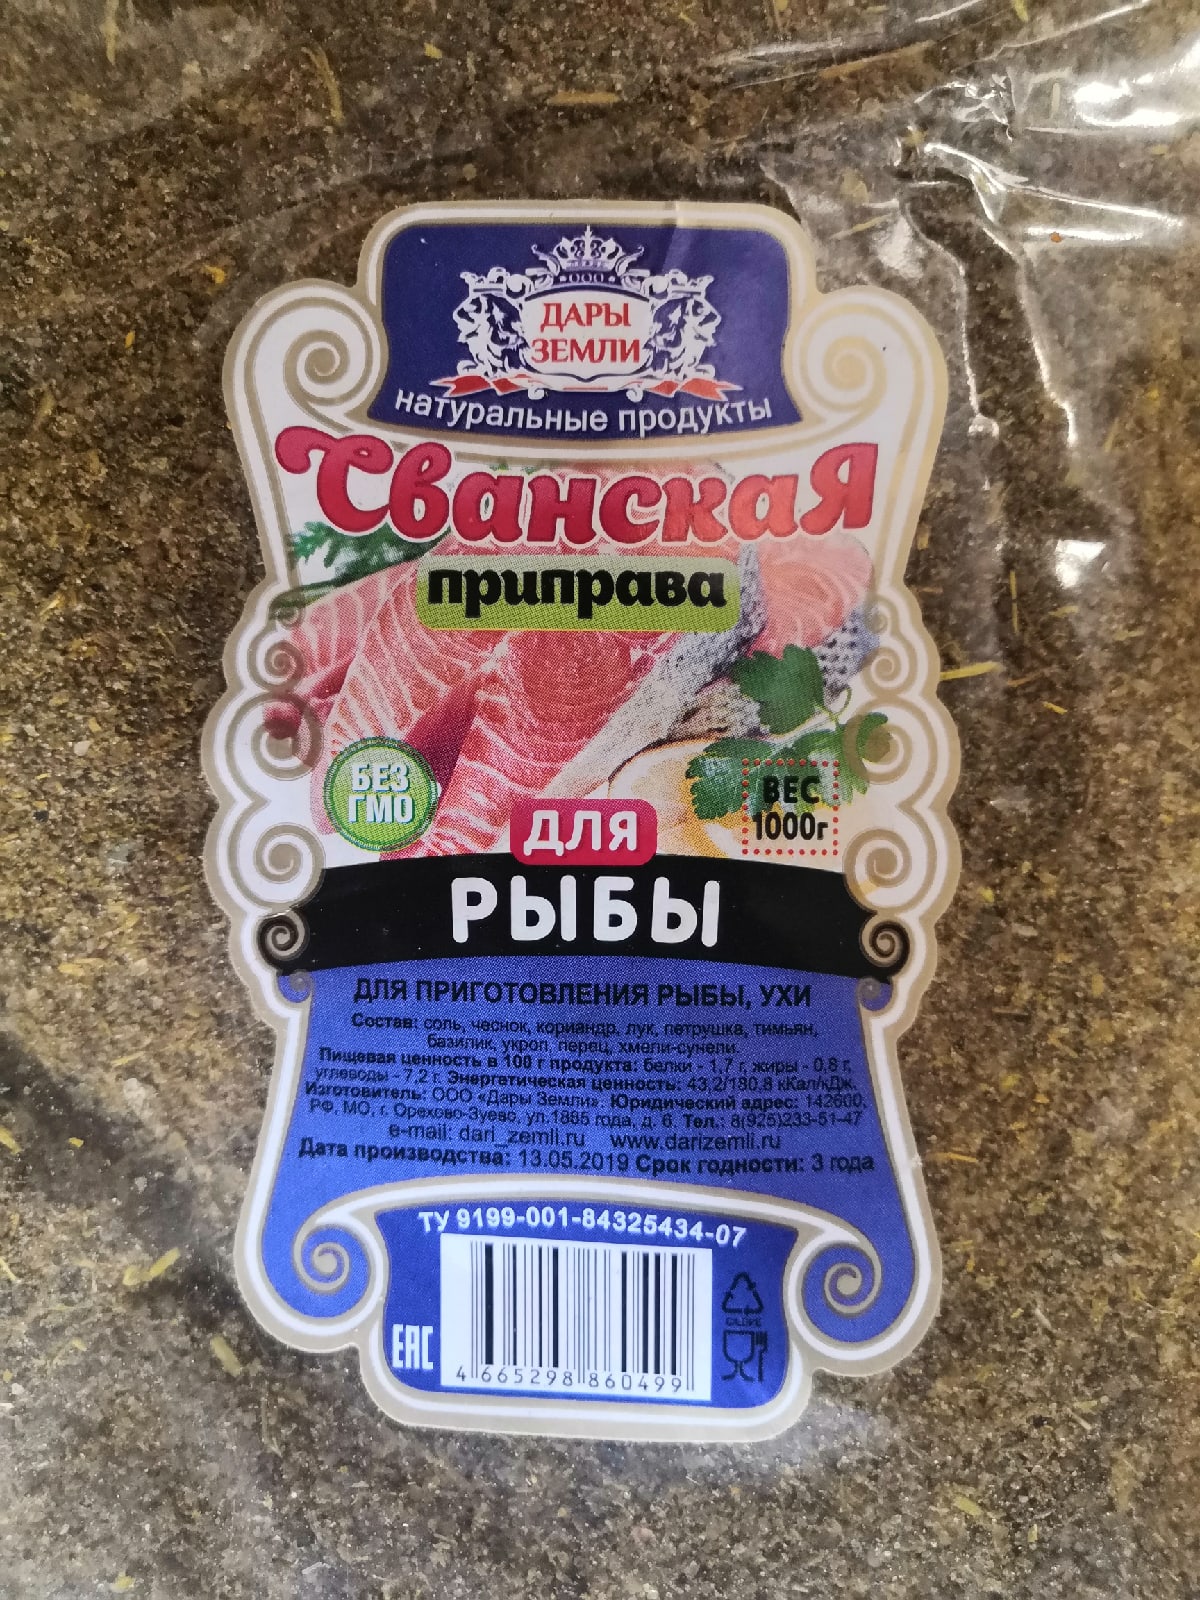 ДАРЫ
ЗЕМЛИ
натуральные продукты
Сванская
приправа
БЕЗ
ГМО
ВЕС
1000г
для
РЫБЫ
ДЛЯ ПРИГОТОВЛЕНИЯ РЫБЫ, УХИ
Состав: соль, чеснок, кориандр, лук, петрушка, тимьян,
базилик, укроп, перец, хмели-сунели.
Пищевая ценность в 100 г продукта: белки - 1,7 г, жиры - 0,8 г,
углеводы - 7,2 г. Энергетическая ценность: 43,2/180,8 кКал/кДж.
Изготовитель: ООО «Дары Земли». Юридический адрес: 142600,
РФ, МО, г. Орехово-Зуево, ул.1885 года, д. 6. Тел.: 8(925)233-51-47
e-mail: dari_zemli.ru www.darizemli.ru
Дата производства: 13.05.2019 Срок годности: 3 года
ТУ 9199-001-84325434-07
ЕАС
4 665298 860499